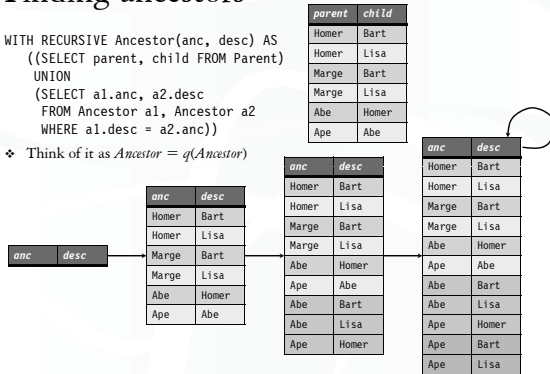 Finding ancestors
WITH RECURSIVE Ancestor(anc, desc) AS
((SELECT parent, child FROM Parent)
UNION
(SELECT a1.anc, a2.desc
FROM Ancestor a1, Ancestor a2
WHERE a1.desc = a2.anc))
❖ Think of it as Ancestor = q(Ancestor)
parent child
Homer Bart
Homer Lisa
Marge Bart
Marge Lisa
Abe Homer
Ape Abe
anc desc
anc desc
Homer Bart
Homer Lisa
Marge Bart
Marge Lisa
Abe Homer
Ape Abe
anc desc
Homer Bart
Homer Lisa
Marge Bart
Marge Lisa
Abe Homer
Ape Abe
Abe Bart
Abe Lisa
Ape Homer
anc desc
Homer Bart
Homer Lisa
Marge Bart
Marge Lisa
Abe Homer
Ape Abe
Abe Bart
Abe Lisa
Ape Homer
Ape Bart
Ape Lisa